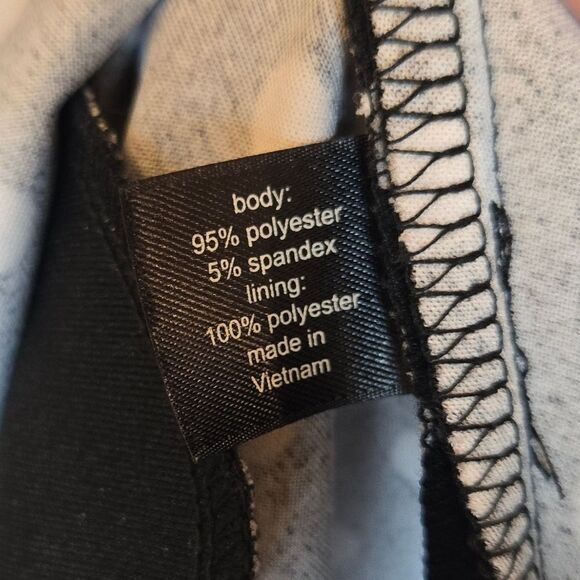 body:
95% polyester
5% spandex
lining:
100% polyester
made in
Vietnam